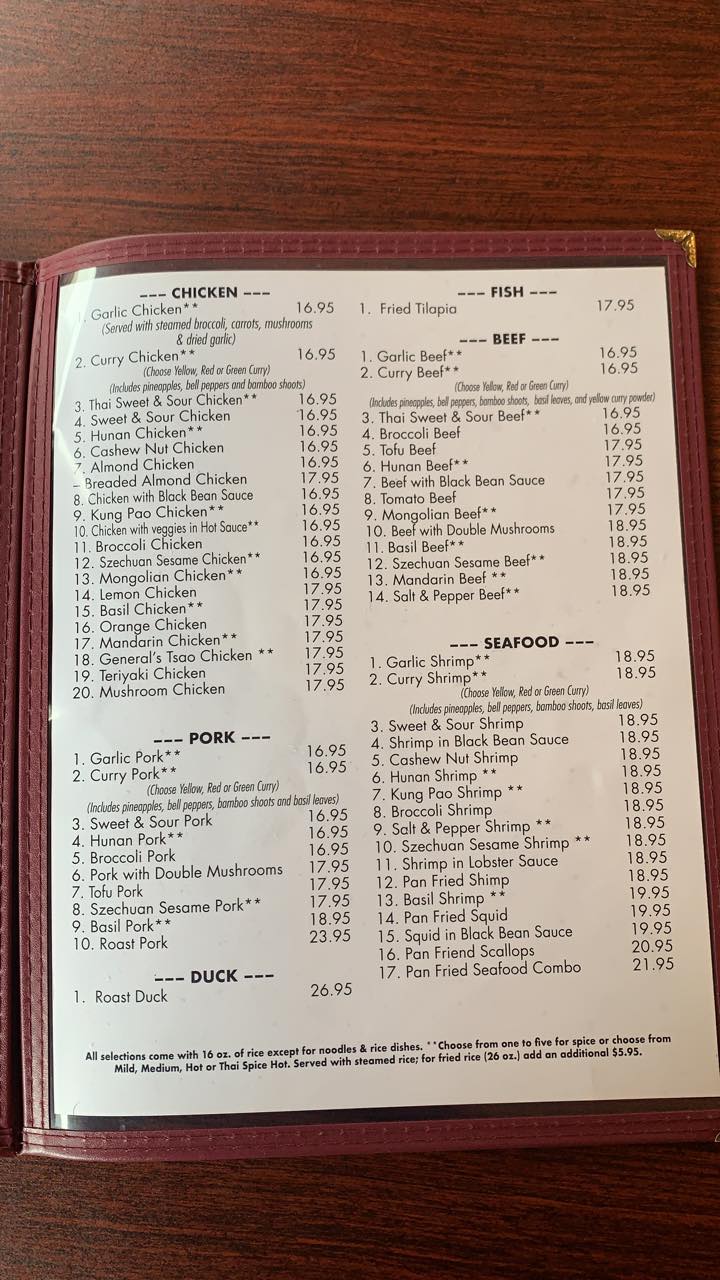 --- CHICKEN ---
1. Garlic Chicken** 16.95
(Served with steamed broccoli, carrots, mushrooms
& dried garlic)
2. Curry Chicken** 16.95
(Choose Yellow, Red or Green Curry)
(Includes pineapples, bell peppers and bamboo shoots)
3. Thai Sweet & Sour Chicken** 16.95
4. Sweet & Sour Chicken 16.95
5. Hunan Chicken** 16.95
6. Cashew Nut Chicken 16.95
7. Almond Chicken 16.95
– Breaded Almond Chicken 17.95
8. Chicken with Black Bean Sauce 16.95
9. Kung Pao Chicken** 16.95
10. Chicken with veggies in Hot Sauce** 16.95
11. Broccoli Chicken 16.95
12. Szechuan Sesame Chicken** 16.95
13. Mongolian Chicken** 16.95
14. Lemon Chicken 17.95
15. Basil Chicken** 17.95
16. Orange Chicken 17.95
17. Mandarin Chicken** 17.95
18. General's Tsao Chicken ** 17.95
19. Teriyaki Chicken 17.95
20. Mushroom Chicken 17.95
--- PORK ---
1. Garlic Pork** 16.95
2. Curry Pork** 16.95
(Choose Yellow, Red or Green Curry)
(Includes pineapples, bell peppers, bamboo shoots and basil leaves)
3. Sweet & Sour Pork 16.95
4. Hunan Pork** 16.95
5. Broccoli Pork 16.95
6. Pork with Double Mushrooms 17.95
7. Tofu Pork 17.95
8. Szechuan Sesame Pork** 17.95
9. Basil Pork** 18.95
10. Roast Pork 23.95
--- DUCK ---
1. Roast Duck 26.95
--- FISH ---
1. Fried Tilapia 17.95
--- BEEF ---
1. Garlic Beef** 16.95
2. Curry Beef** 16.95
(Choose Yellow, Red or Green Curry)
(Includes pineapples, bell peppers, bamboo shoots, basil leaves, and yellow curry powder)
3. Thai Sweet & Sour Beef** 16.95
4. Broccoli Beef 16.95
5. Tofu Beef 17.95
6. Hunan Beef** 17.95
7. Beef with Black Bean Sauce 17.95
8. Tomato Beef 17.95
9. Mongolian Beef** 17.95
10. Beef with Double Mushrooms 18.95
11. Basil Beef** 18.95
12. Szechuan Sesame Beef** 18.95
13. Mandarin Beef ** 18.95
14. Salt & Pepper Beef** 18.95
--- SEAFOOD ---
1. Garlic Shrimp** 18.95
2. Curry Shrimp** 18.95
(Choose Yellow, Red or Green Curry)
(Includes pineapples, bell peppers, bamboo shoots, basil leaves)
3. Sweet & Sour Shrimp 18.95
4. Shrimp in Black Bean Sauce 18.95
5. Cashew Nut Shrimp 18.95
6. Hunan Shrimp ** 18.95
7. Kung Pao Shrimp ** 18.95
8. Broccoli Shrimp 18.95
9. Salt & Pepper Shrimp ** 18.95
10. Szechuan Sesame Shrimp ** 18.95
11. Shrimp in Lobster Sauce 18.95
12. Pan Fried Shimp 18.95
13. Basil Shrimp ** 19.95
14. Pan Fried Squid 19.95
15. Squid in Black Bean Sauce 19.95
16. Pan Friend Scallops 20.95
17. Pan Fried Seafood Combo 21.95
All selections come with 16 oz. of rice except for noodles & rice dishes. **Choose from one to five for spice or choose from
Mild, Medium, Hot or Thai Spice Hot. Served with steamed rice; for fried rice (26 oz.) add an additional $5.95.